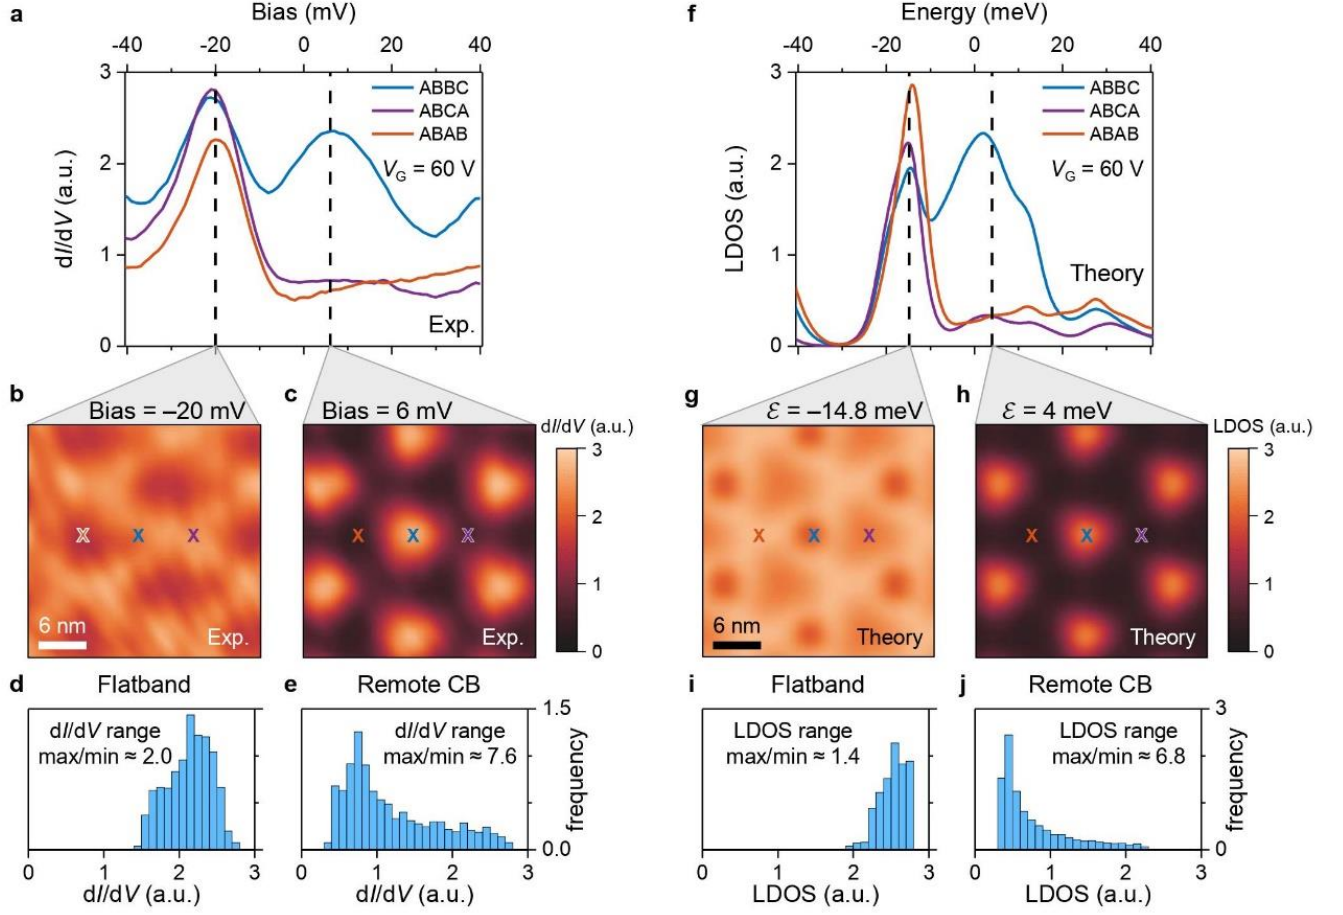 a
Bias (mV)
-40 -20 0 20 40
3
2
1
0
dI/dV (a.u.)
ABBC
ABCA
ABAB
VG = 60 V
Exp.
b
Bias = –20 mV
X X X
6 nm
Exp.
c
Bias = 6 mV
X X X
Exp.
dI/dV (a.u.)
3
2
1
0
d
Flatband
dI/dV range
max/min ≈ 2.0
0 1 2 3
dI/dV (a.u.)
e
Remote CB
dI/dV range
max/min ≈ 7.6
1.5
frequency
0.0
0 1 2 3
dI/dV (a.u.)
f
Energy (meV)
-40 -20 0 20 40
3
2
1
0
LDOS (a.u.)
ABBC
ABCA
ABAB
VG = 60 V
Theory
g
ℰ = –14.8 meV
X X X
6 nm
Theory
h
ℰ = 4 meV
X X X
Theory
LDOS (a.u.)
3
2
1
0
i
Flatband
LDOS range
max/min ≈ 1.4
0 1 2 3
LDOS (a.u.)
j
Remote CB
LDOS range
max/min ≈ 6.8
3
frequency
0
0 1 2 3
LDOS (a.u.)